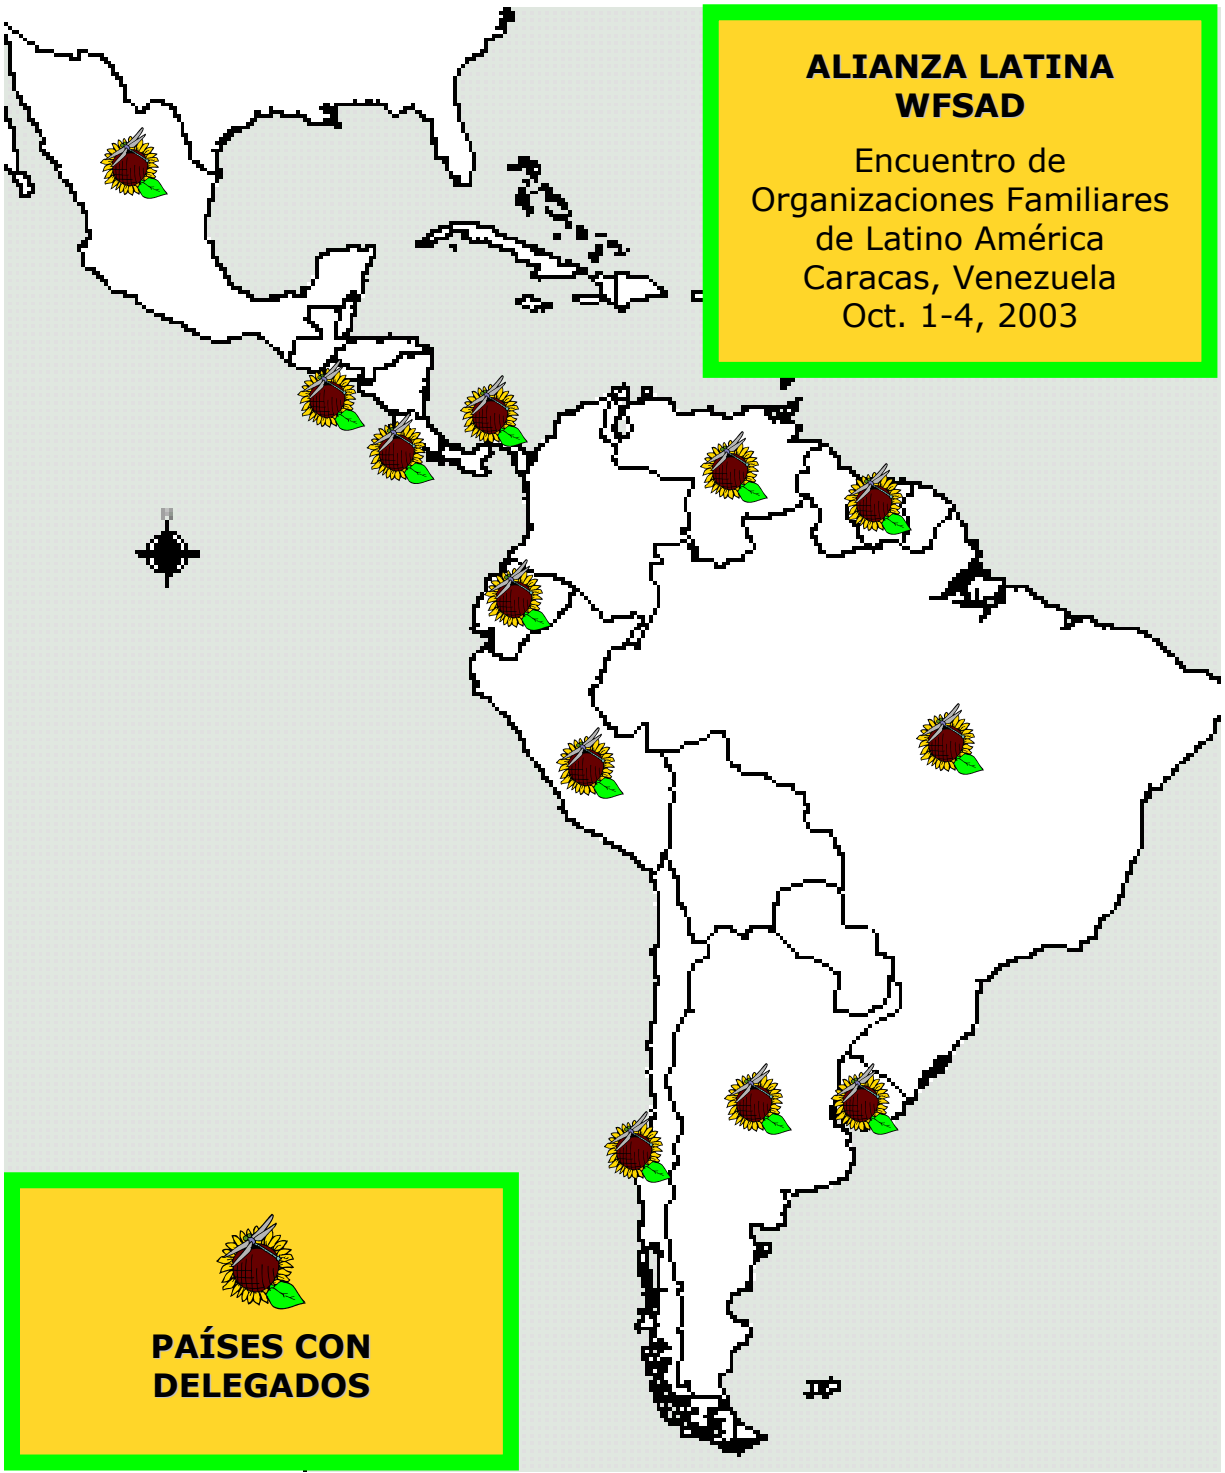 ALIANZA LATINA
WFSAD
Encuentro de
Organizaciones Familiares
de Latino América
Caracas, Venezuela
Oct. 1-4, 2003
PAÍSES CON
DELEGADOS